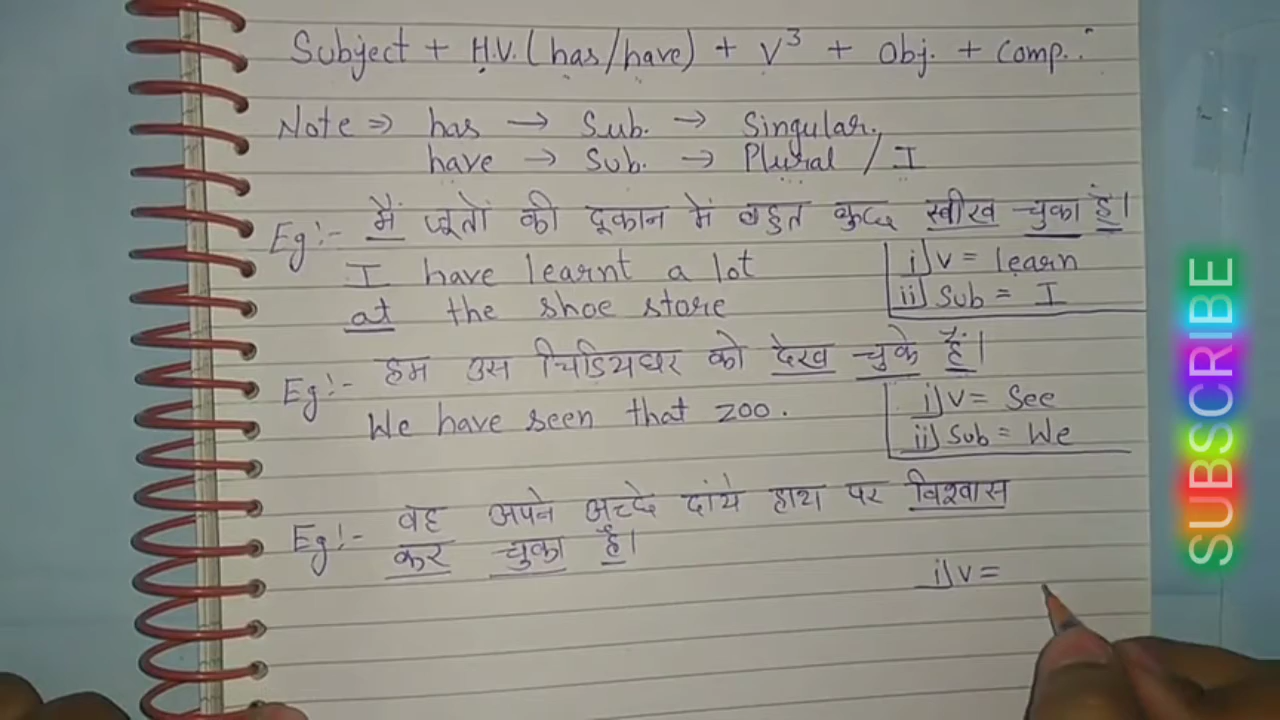 Subject + H.V. (has/have) + V³ + Obj. + Comp..
Note ⇒ has → Sub. → Singular.
have → Sub. → Plural / I
Eg:- मैं जूतों की दूकान में बहुत कुछ सीख चुका हूँ।
I have learnt a lot
at the shoe store
i) V = learn
ii) Sub = I
Eg:- हम उस चिडियघर को देख चुके हैं।
We have seen that zoo.
i) V = See
ii) Sub = We
Eg:- वह अपने अच्छे दांये हाथ पर विश्वास
कर चुका है।
i) V =
SUBSCRIBE